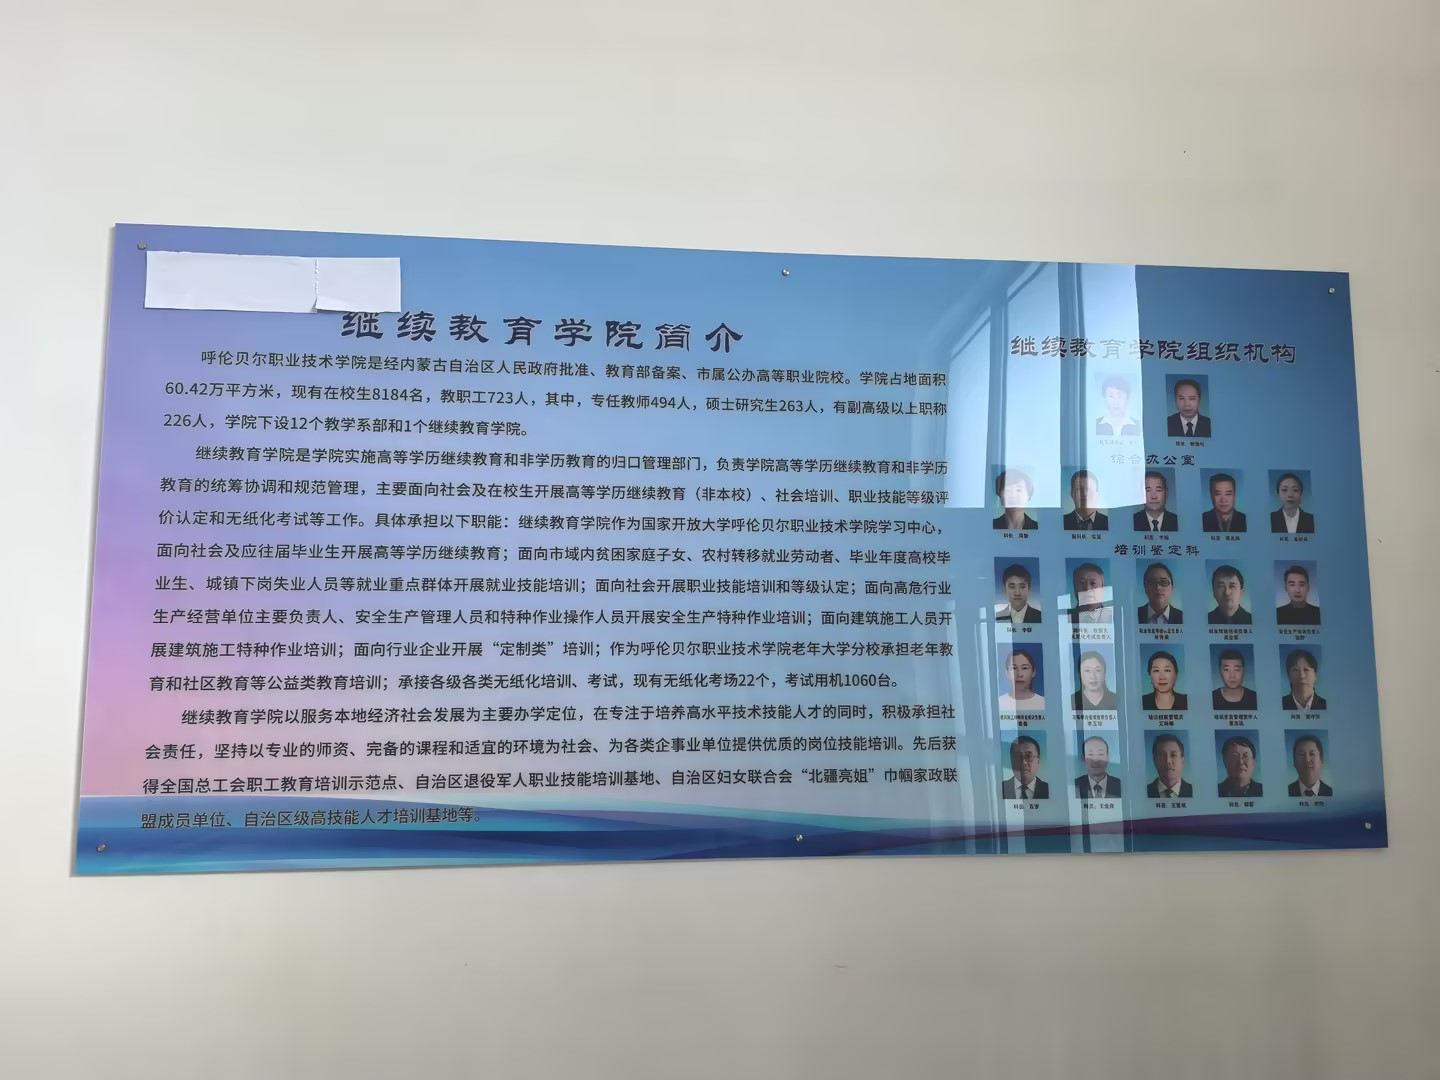 继续教育学院简介
呼伦贝尔职业技术学院是经内蒙古自治区人民政府批准、教育部备案、市属公办高等职业院校。学院占地面积
60.42万平方米，现有在校生8184名，教职工723人，其中，专任教师494人，硕士研究生263人，有副高级以上职称
226人，学院下设12个教学系部和1个继续教育学院。
继续教育学院是学院实施高等学历继续教育和非学历教育的归口管理部门，负责学院高等学历继续教育和非学历
教育的统筹协调和规范管理，主要面向社会及在校生开展高等学历继续教育（非本校）、社会培训、职业技能等级评
价认定和无纸化考试等工作。具体承担以下职能：继续教育学院作为国家开放大学呼伦贝尔职业技术学院学习中心，
面向社会及应往届毕业生开展高等学历继续教育；面向市域内贫困家庭子女、农村转移就业劳动者、毕业年度高校毕
业生、城镇下岗失业人员等就业重点群体开展就业技能培训；面向社会开展职业技能培训和等级认定；面向高危行业
生产经营单位主要负责人、安全生产管理人员和特种作业操作人员开展安全生产特种作业培训；面向建筑施工人员开
展建筑施工特种作业培训；面向行业企业开展“定制类”培训；作为呼伦贝尔职业技术学院老年大学分校承担老年教
育和社区教育等公益类教育培训；承接各级各类无纸化培训、考试，现有无纸化考场22个，考试用机1060台。
继续教育学院以服务本地经济社会发展为主要办学定位，在专注于培养高水平技术技能人才的同时，积极承担社
会责任，坚持以专业的师资、完备的课程和适宜的环境为社会、为各类企事业单位提供优质的岗位技能培训。先后获
得全国总工会职工教育培训示范点、自治区退役军人职业技能培训基地、自治区妇女联合会“北疆亮姐”巾帼家政联
盟成员单位、自治区级高技能人才培训基地等。
继续教育学院组织机构
综合办公室
培训鉴定科